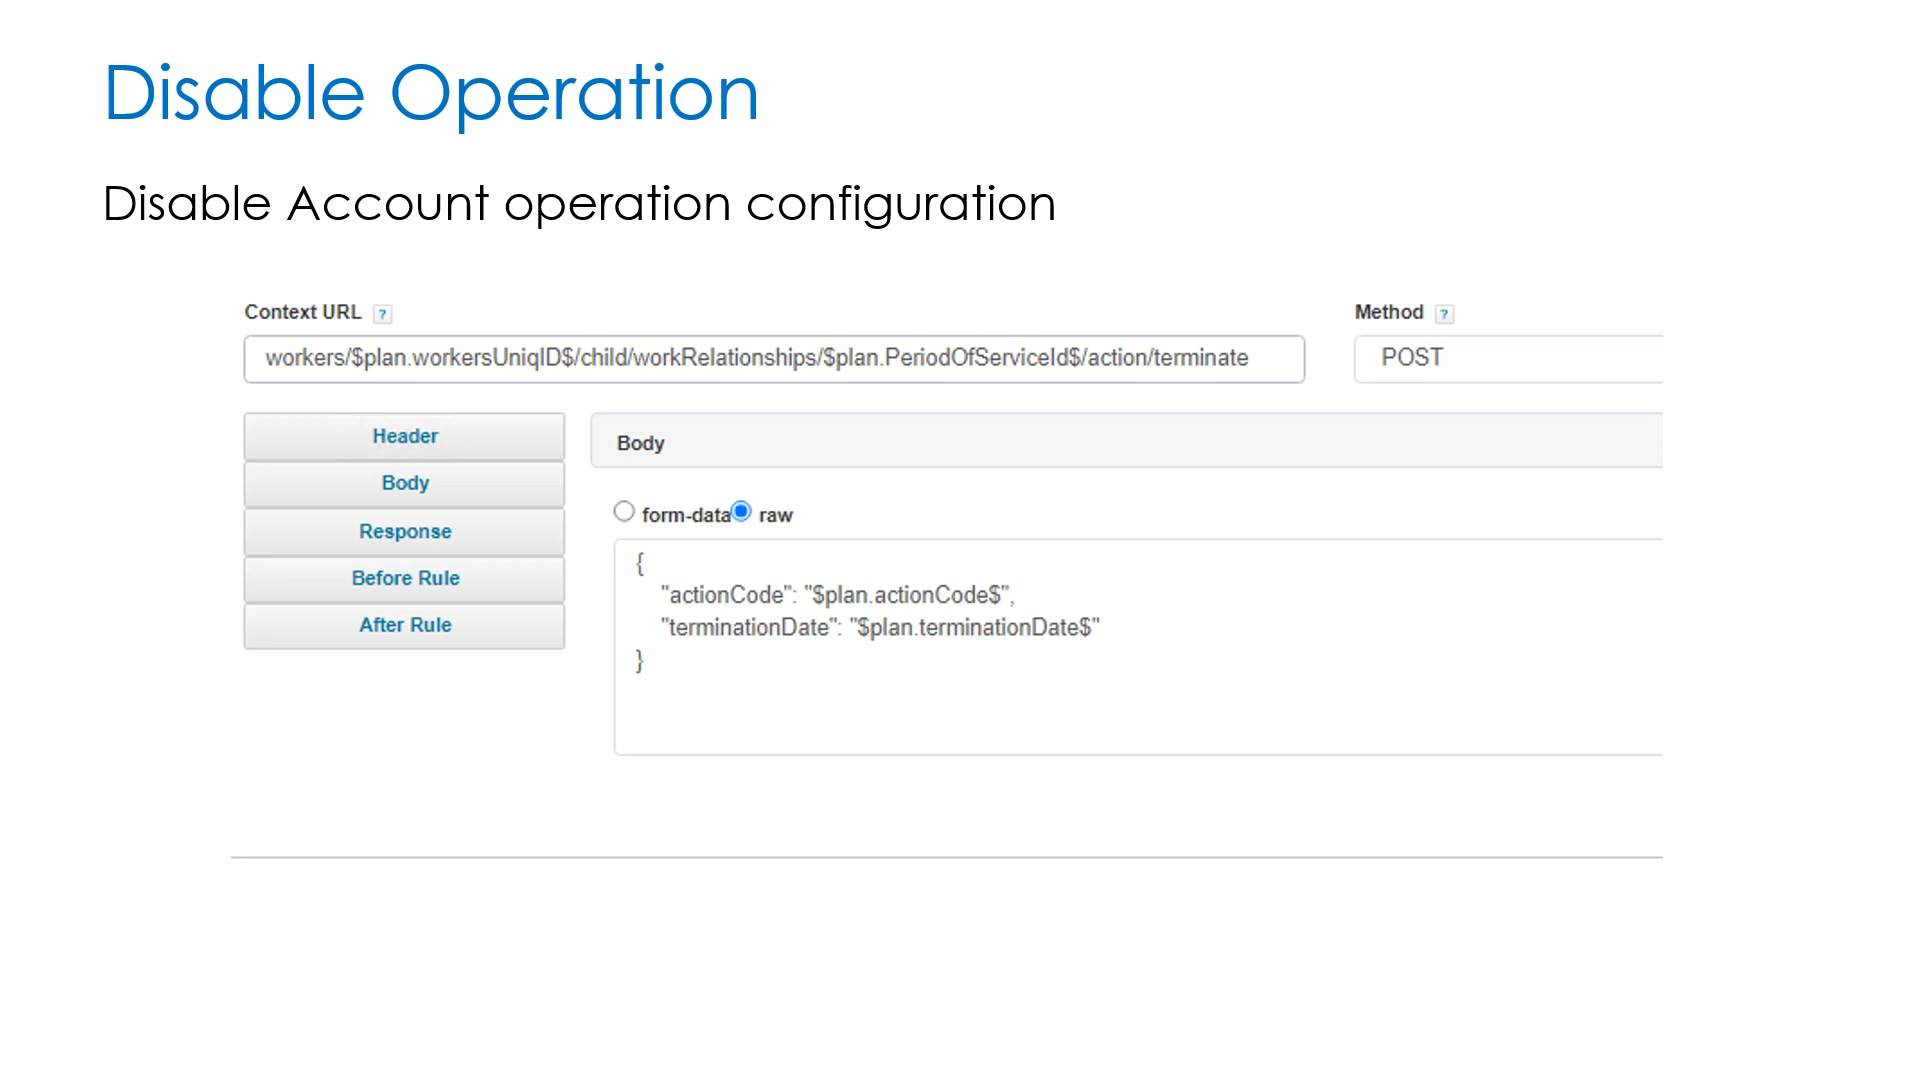 Disable Operation
Disable Account operation configuration
Context URL ?
Method ?
workers/$plan.workersUniqID$/child/workRelationships/$plan.PeriodOfServiceId$/action/terminate
POST
Header
Body
Response
Before Rule
After Rule
Body
form-data raw
{
"actionCode": "$plan.actionCode$",
"terminationDate": "$plan.terminationDate$"
}